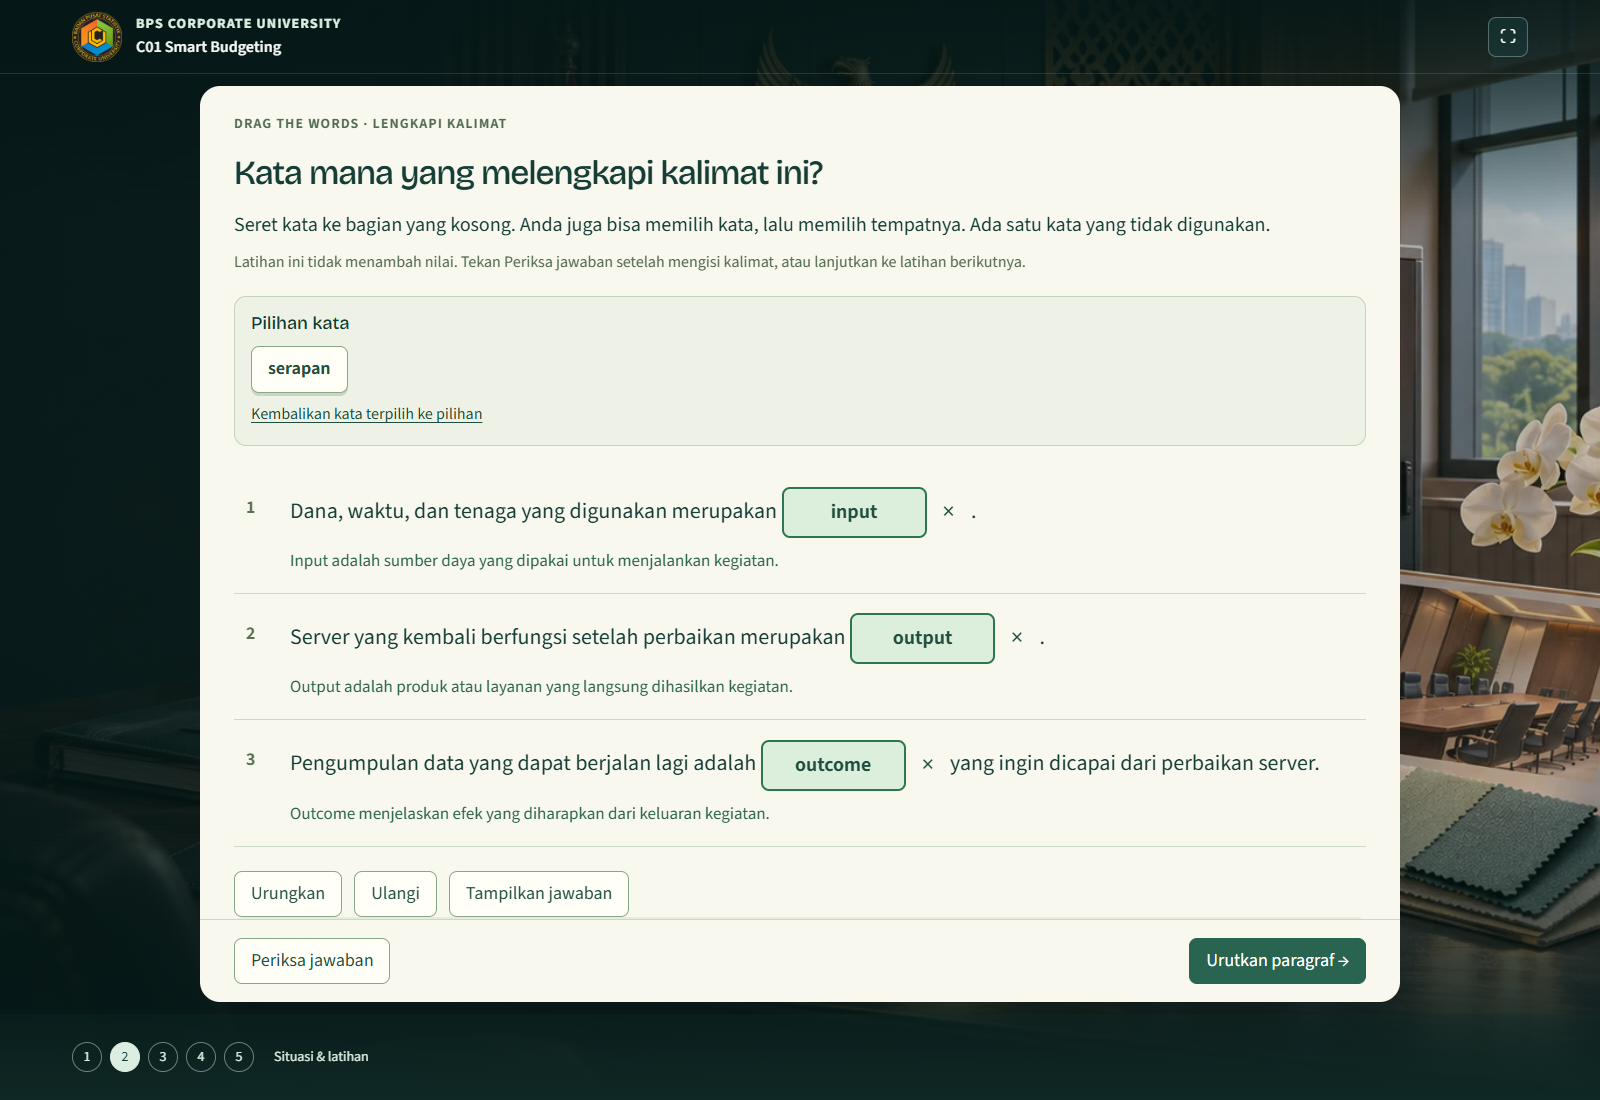 BPS CORPORATE UNIVERSITY
C01 Smart Budgeting
DRAG THE WORDS · LENGKAPI KALIMAT
Kata mana yang melengkapi kalimat ini?
Seret kata ke bagian yang kosong. Anda juga bisa memilih kata, lalu memilih tempatnya. Ada satu kata yang tidak digunakan.
Latihan ini tidak menambah nilai. Tekan Periksa jawaban setelah mengisi kalimat, atau lanjutkan ke latihan berikutnya.
Pilihan kata
serapan
Kembalikan kata terpilih ke pilihan
1 Dana, waktu, dan tenaga yang digunakan merupakan input × .
Input adalah sumber daya yang dipakai untuk menjalankan kegiatan.
2 Server yang kembali berfungsi setelah perbaikan merupakan output × .
Output adalah produk atau layanan yang langsung dihasilkan kegiatan.
3 Pengumpulan data yang dapat berjalan lagi adalah outcome × yang ingin dicapai dari perbaikan server.
Outcome menjelaskan efek yang diharapkan dari keluaran kegiatan.
Urungkan Ulangi Tampilkan jawaban
Periksa jawaban Urutkan paragraf →
1 2 3 4 5 Situasi & latihan